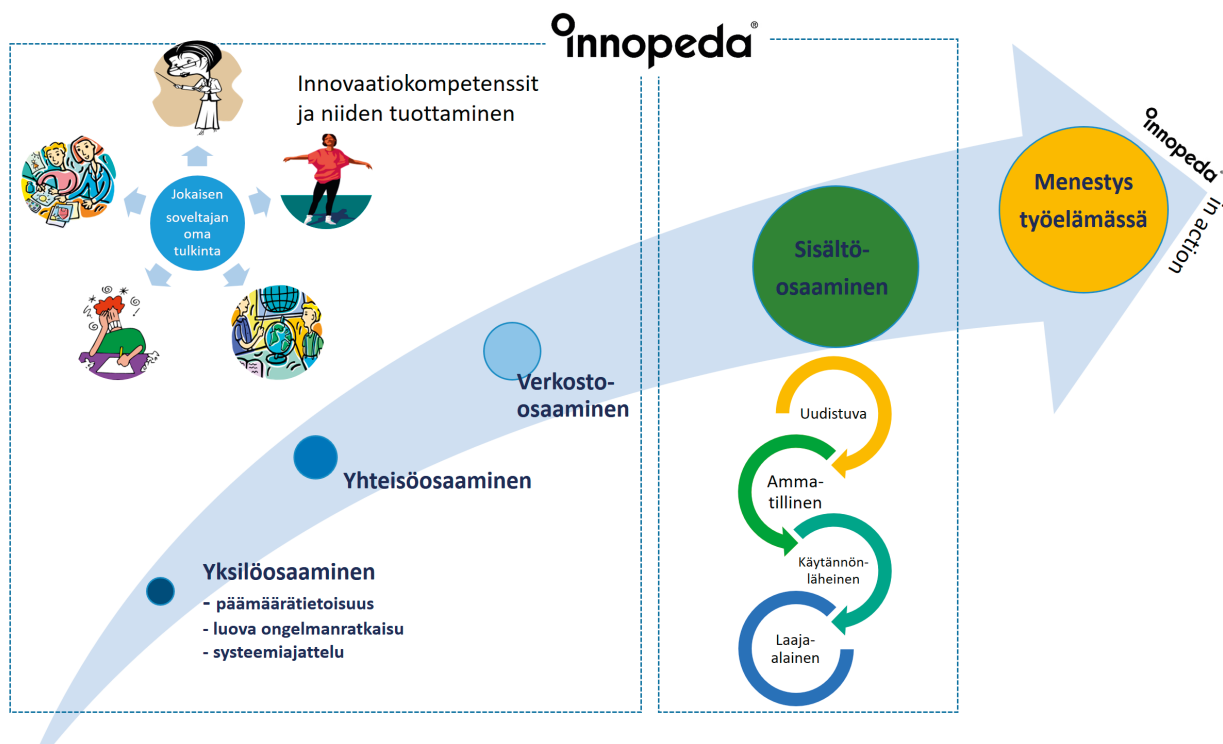 innopeda®
Innovaatiokompetenssit
ja niiden tuottaminen
Jokaisen
soveltajan
oma
tulkinta
Yksilöosaaminen
- päämäärätietoisuus
- luova ongelmanratkaisu
- systeemiajattelu
Yhteisöosaaminen
Verkosto-
osaaminen
Sisältö-
osaaminen
Uudistuva
Amma-
tillinen
Käytännön-
läheinen
Laaja-
alainen
Menestys
työelämässä
innopeda®
in action